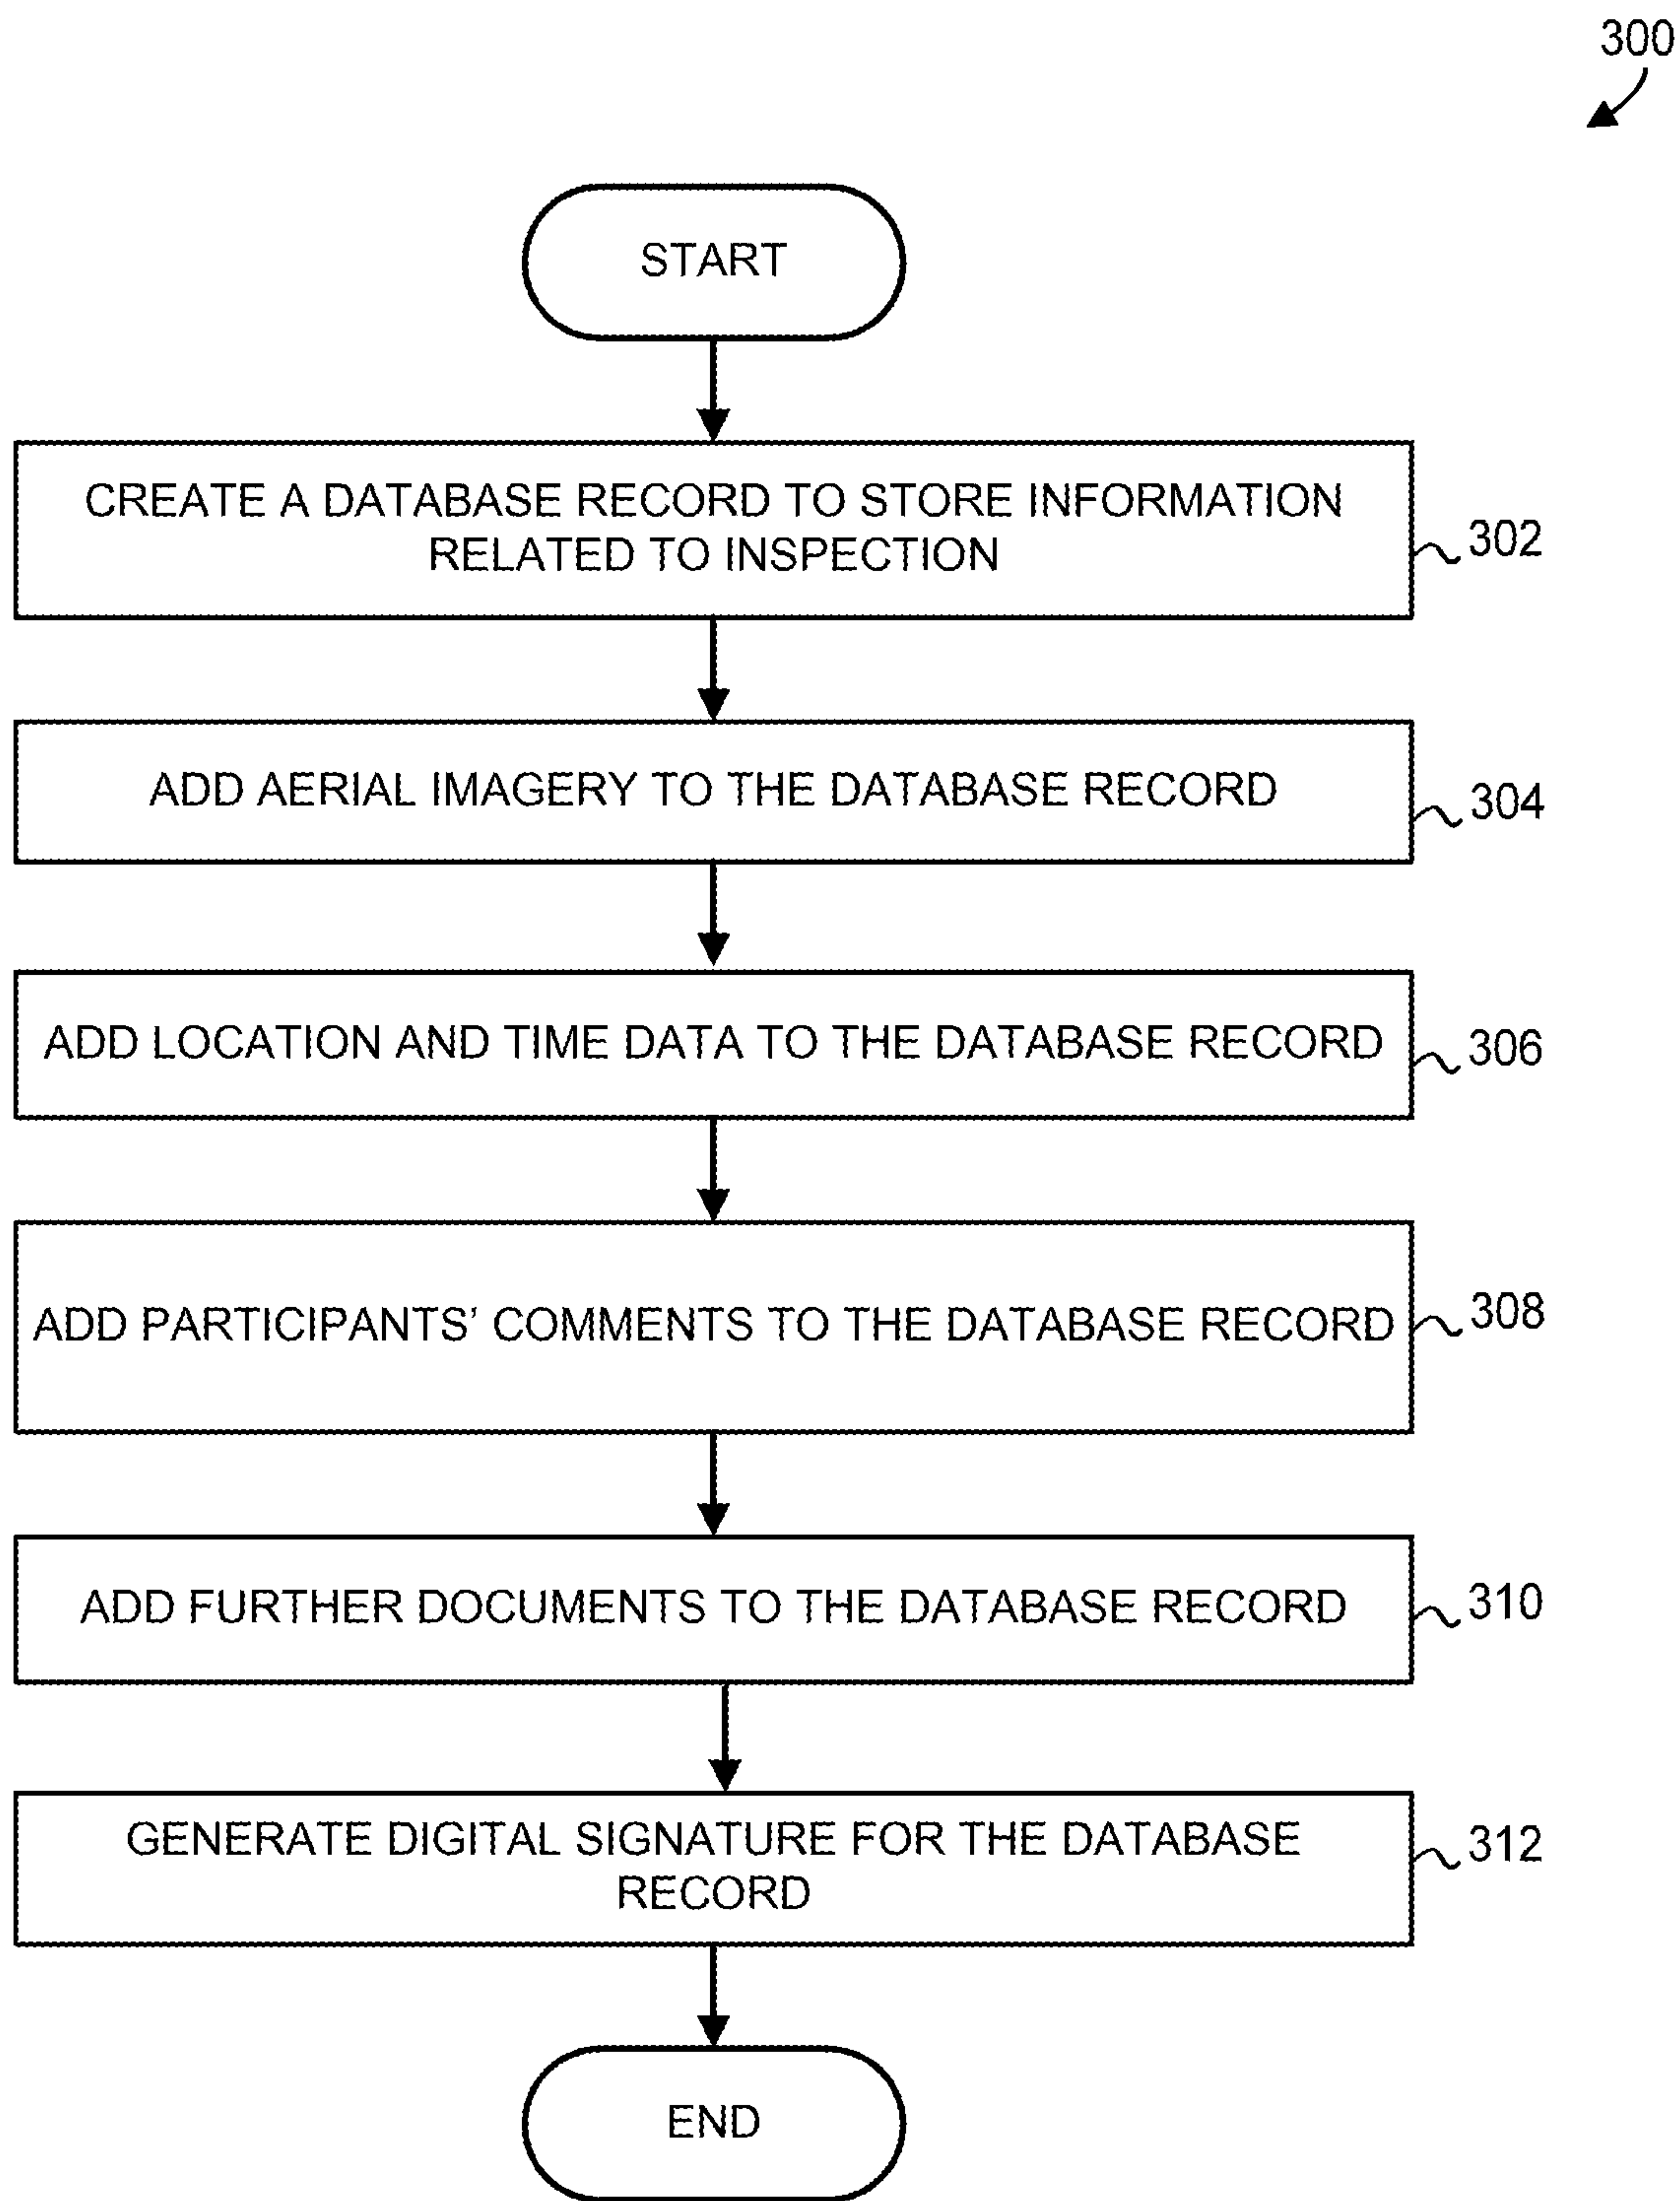 300
START
CREATE A DATABASE RECORD TO STORE INFORMATION
RELATED TO INSPECTION
302
ADD AERIAL IMAGERY TO THE DATABASE RECORD
304
ADD LOCATION AND TIME DATA TO THE DATABASE RECORD
306
ADD PARTICIPANTS’ COMMENTS TO THE DATABASE RECORD
308
ADD FURTHER DOCUMENTS TO THE DATABASE RECORD
310
GENERATE DIGITAL SIGNATURE FOR THE DATABASE
RECORD
312
END